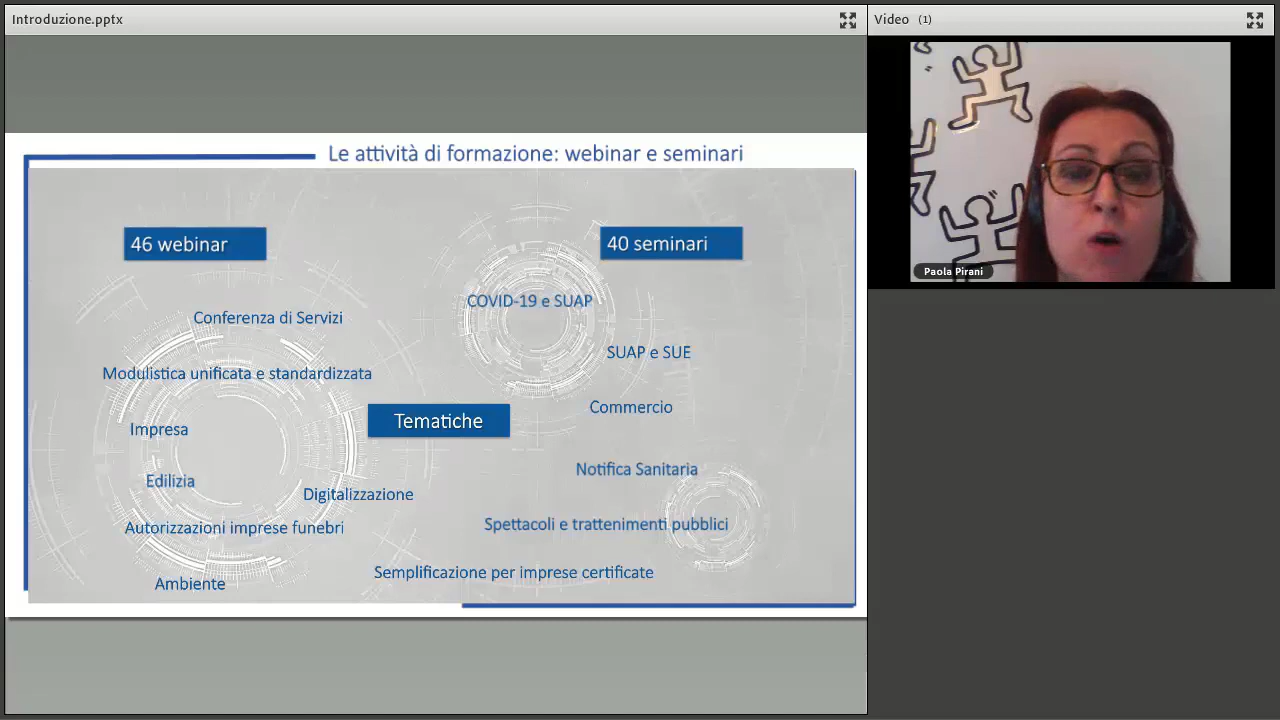 Introduzione.pptx
Video (1)
Le attività di formazione: webinar e seminari
46 webinar
40 seminari
COVID-19 e SUAP
Conferenza di Servizi
SUAP e SUE
Modulistica unificata e standardizzata
Commercio
Tematiche
Impresa
Notifica Sanitaria
Edilizia
Digitalizzazione
Autorizzazioni imprese funebri
Spettacoli e trattenimenti pubblici
Semplificazione per imprese certificate
Ambiente
Paola Pirani